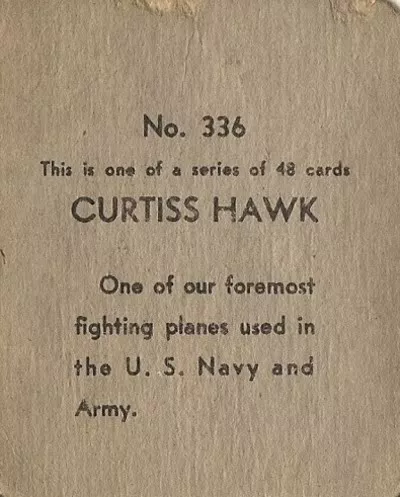 No. 336
This is one of a series of 48 cards
CURTISS HAWK
One of our foremost
fighting planes used in
the U. S. Navy and
Army.